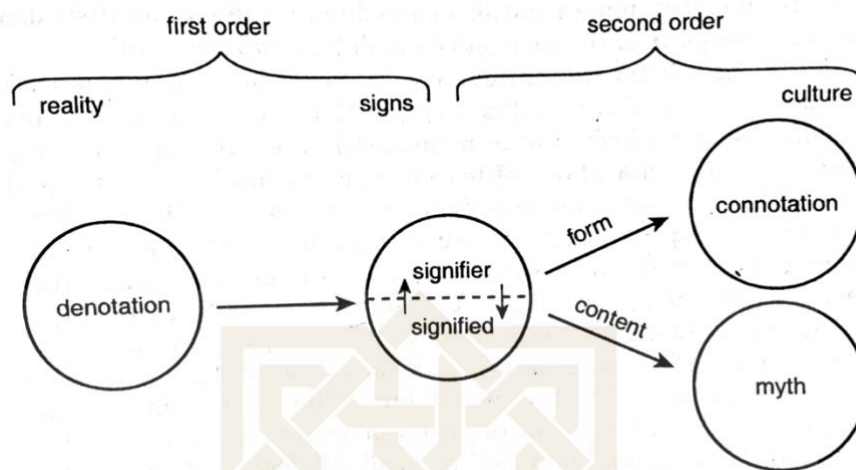 first order
second order
reality
signs
culture
connotation
form
signifier
denotation
signified
content
myth